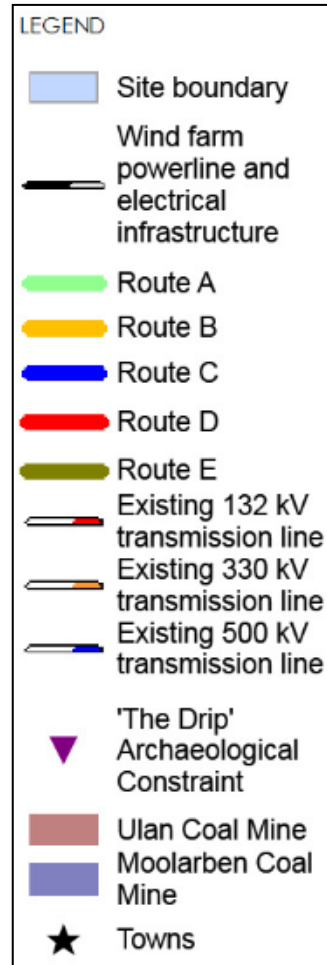 LEGEND
Site boundary
Wind farm
powerline and
electrical
infrastructure
Route A
Route B
Route C
Route D
Route E
Existing 132 kV
transmission line
Existing 330 kV
transmission line
Existing 500 kV
transmission line
'The Drip'
Archaeological
Constraint
Ulan Coal Mine
Moolarben Coal
Mine
Towns